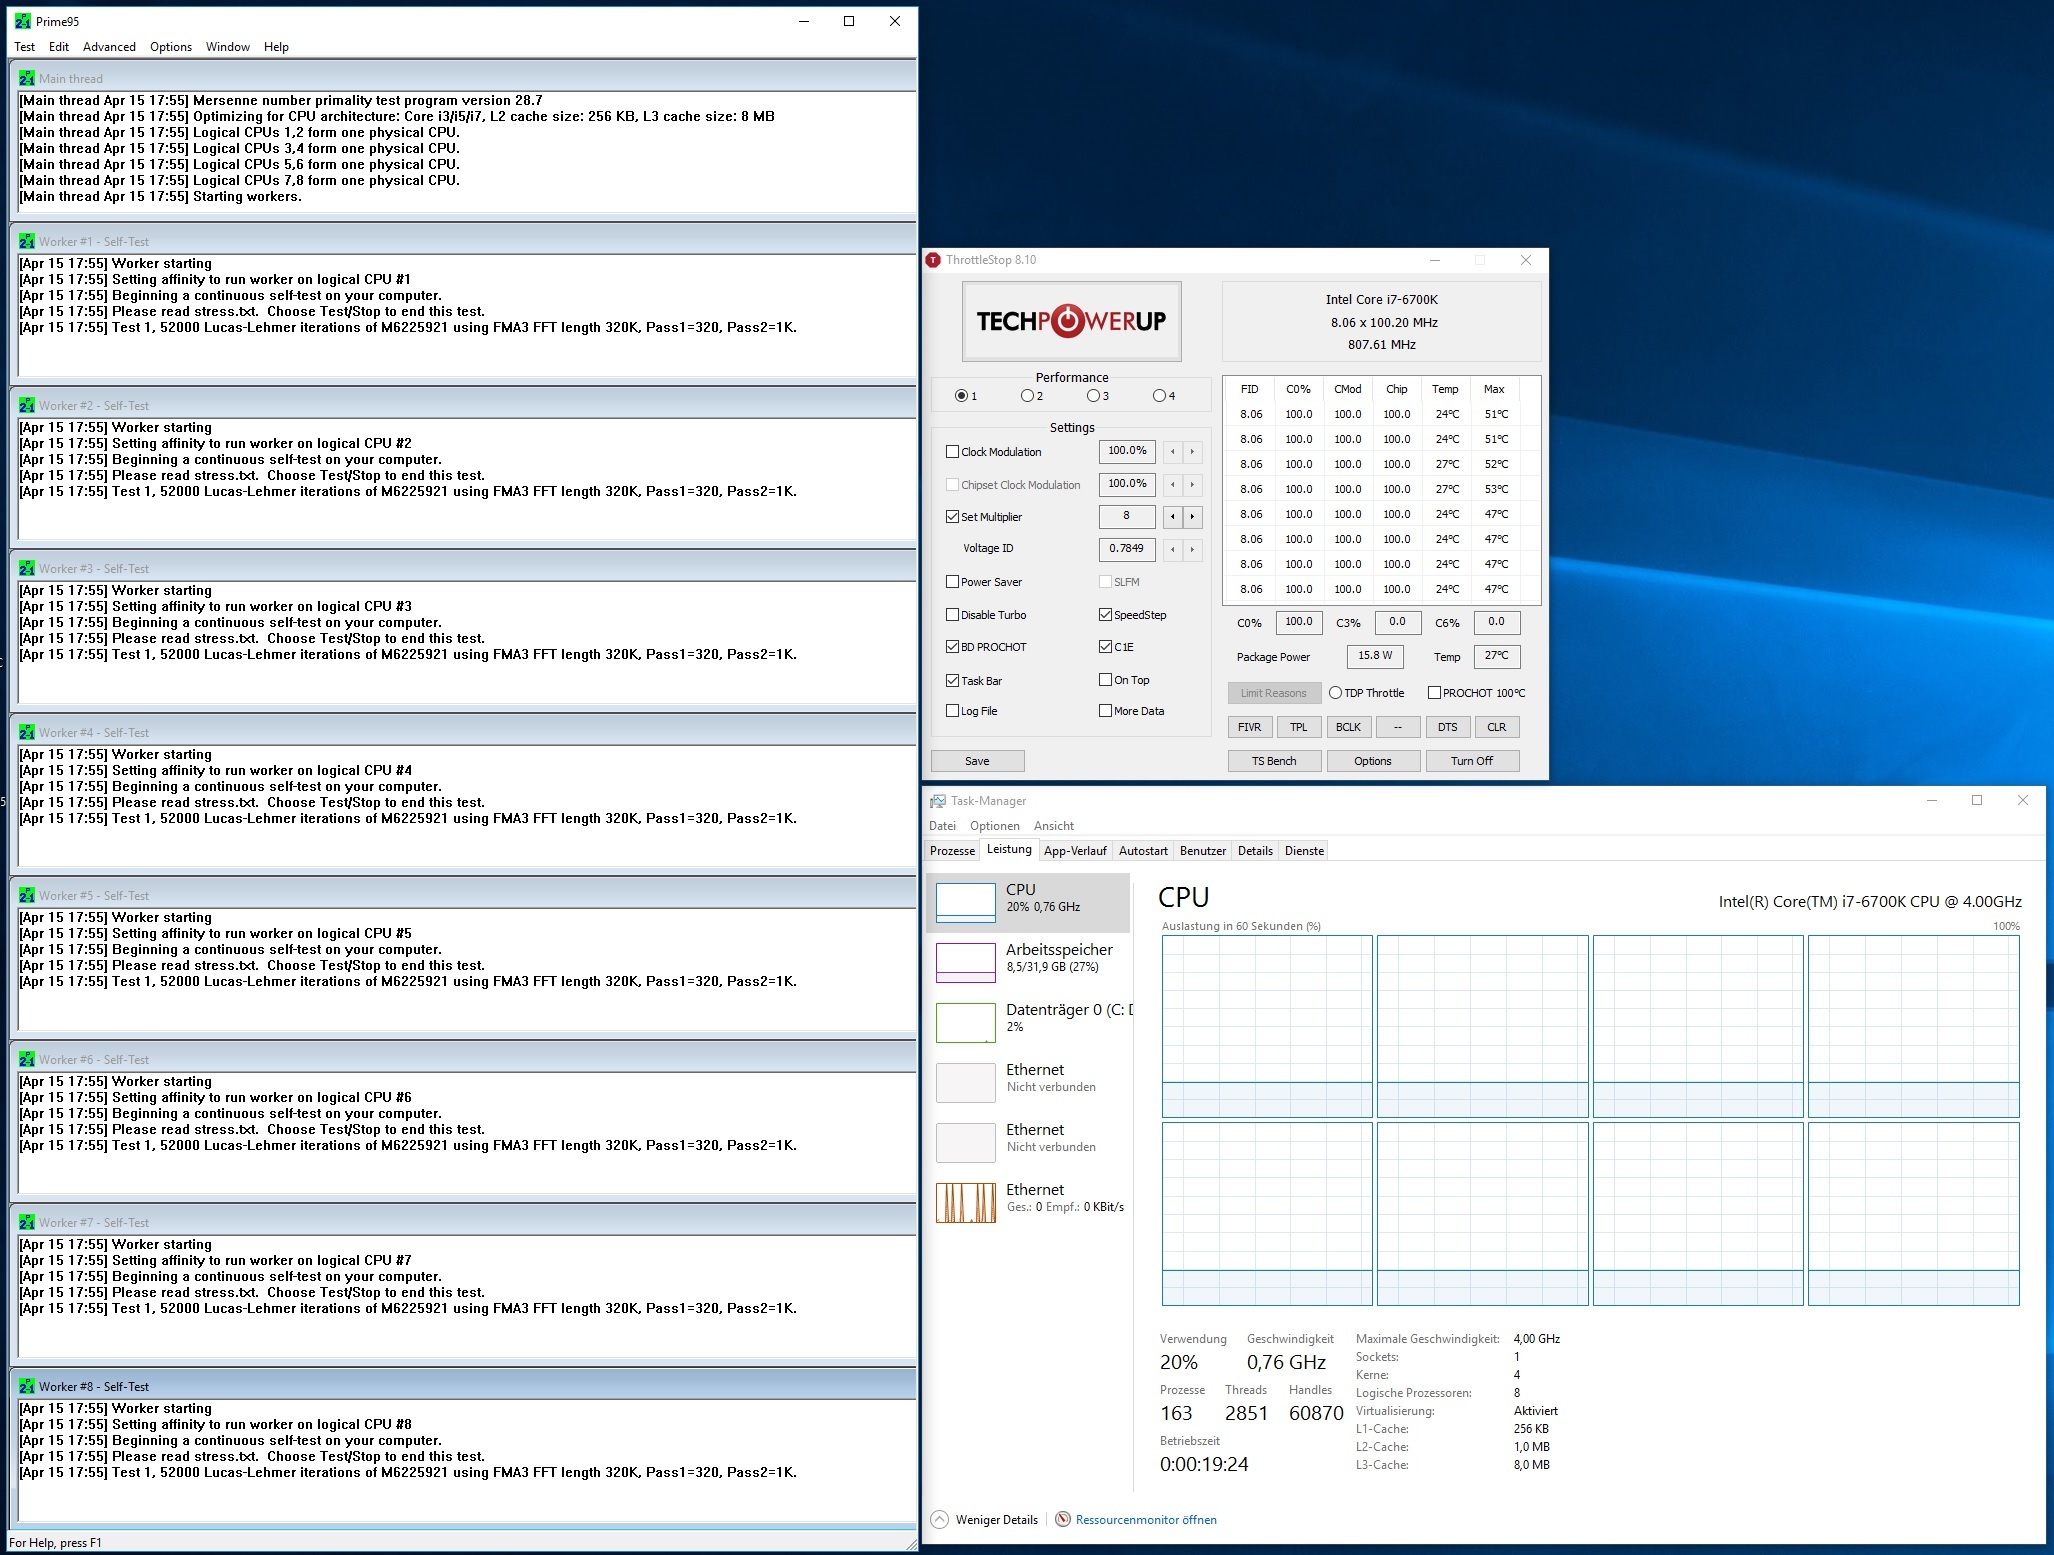 Prime95
Test Edit Advanced Options Window Help
Main thread
[Main thread Apr 15 17:55] Mersenne number primality test program version 28.7
[Main thread Apr 15 17:55] Optimizing for CPU architecture: Core i3/i5/i7, L2 cache size: 256 KB, L3 cache size: 8 MB
[Main thread Apr 15 17:55] Logical CPUs 1,2 form one physical CPU.
[Main thread Apr 15 17:55] Logical CPUs 3,4 form one physical CPU.
[Main thread Apr 15 17:55] Logical CPUs 5,6 form one physical CPU.
[Main thread Apr 15 17:55] Logical CPUs 7,8 form one physical CPU.
[Main thread Apr 15 17:55] Starting workers.
Worker #1 - Self-Test
[Apr 15 17:55] Worker starting
[Apr 15 17:55] Setting affinity to run worker on logical CPU #1
[Apr 15 17:55] Beginning a continuous self-test on your computer.
[Apr 15 17:55] Please read stress.txt.  Choose Test/Stop to end this test.
[Apr 15 17:55] Test 1, 52000 Lucas-Lehmer iterations of M6225921 using FMA3 FFT length 320K, Pass1=320, Pass2=1K.
Worker #2 - Self-Test
[Apr 15 17:55] Worker starting
[Apr 15 17:55] Setting affinity to run worker on logical CPU #2
[Apr 15 17:55] Beginning a continuous self-test on your computer.
[Apr 15 17:55] Please read stress.txt.  Choose Test/Stop to end this test.
[Apr 15 17:55] Test 1, 52000 Lucas-Lehmer iterations of M6225921 using FMA3 FFT length 320K, Pass1=320, Pass2=1K.
Worker #3 - Self-Test
[Apr 15 17:55] Worker starting
[Apr 15 17:55] Setting affinity to run worker on logical CPU #3
[Apr 15 17:55] Beginning a continuous self-test on your computer.
[Apr 15 17:55] Please read stress.txt.  Choose Test/Stop to end this test.
[Apr 15 17:55] Test 1, 52000 Lucas-Lehmer iterations of M6225921 using FMA3 FFT length 320K, Pass1=320, Pass2=1K.
Worker #4 - Self-Test
[Apr 15 17:55] Worker starting
[Apr 15 17:55] Setting affinity to run worker on logical CPU #4
[Apr 15 17:55] Beginning a continuous self-test on your computer.
[Apr 15 17:55] Please read stress.txt.  Choose Test/Stop to end this test.
[Apr 15 17:55] Test 1, 52000 Lucas-Lehmer iterations of M6225921 using FMA3 FFT length 320K, Pass1=320, Pass2=1K.
Worker #5 - Self-Test
[Apr 15 17:55] Worker starting
[Apr 15 17:55] Setting affinity to run worker on logical CPU #5
[Apr 15 17:55] Beginning a continuous self-test on your computer.
[Apr 15 17:55] Please read stress.txt.  Choose Test/Stop to end this test.
[Apr 15 17:55] Test 1, 52000 Lucas-Lehmer iterations of M6225921 using FMA3 FFT length 320K, Pass1=320, Pass2=1K.
Worker #6 - Self-Test
[Apr 15 17:55] Worker starting
[Apr 15 17:55] Setting affinity to run worker on logical CPU #6
[Apr 15 17:55] Beginning a continuous self-test on your computer.
[Apr 15 17:55] Please read stress.txt.  Choose Test/Stop to end this test.
[Apr 15 17:55] Test 1, 52000 Lucas-Lehmer iterations of M6225921 using FMA3 FFT length 320K, Pass1=320, Pass2=1K.
Worker #7 - Self-Test
[Apr 15 17:55] Worker starting
[Apr 15 17:55] Setting affinity to run worker on logical CPU #7
[Apr 15 17:55] Beginning a continuous self-test on your computer.
[Apr 15 17:55] Please read stress.txt.  Choose Test/Stop to end this test.
[Apr 15 17:55] Test 1, 52000 Lucas-Lehmer iterations of M6225921 using FMA3 FFT length 320K, Pass1=320, Pass2=1K.
Worker #8 - Self-Test
[Apr 15 17:55] Worker starting
[Apr 15 17:55] Setting affinity to run worker on logical CPU #8
[Apr 15 17:55] Beginning a continuous self-test on your computer.
[Apr 15 17:55] Please read stress.txt.  Choose Test/Stop to end this test.
[Apr 15 17:55] Test 1, 52000 Lucas-Lehmer iterations of M6225921 using FMA3 FFT length 320K, Pass1=320, Pass2=1K.
For Help, press F1
ThrottleStop 8.10
TECHPOWERUP
Performance
1 2 3 4
Settings
Clock Modulation 100.0%
Chipset Clock Modulation 100.0%
Set Multiplier 8
Voltage ID 0.7849
Power Saver SLFM
Disable Turbo SpeedStep
BD PROCHOT C1E
Task Bar On Top
Log File More Data
Save
Intel Core i7-6700K
8.06 x 100.20 MHz
807.61 MHz
FID C0% CMod Chip Temp Max
8.06 100.0 100.0 100.0 24°C 51°C
8.06 100.0 100.0 100.0 24°C 51°C
8.06 100.0 100.0 100.0 27°C 52°C
8.06 100.0 100.0 100.0 27°C 53°C
8.06 100.0 100.0 100.0 24°C 47°C
8.06 100.0 100.0 100.0 24°C 47°C
8.06 100.0 100.0 100.0 24°C 47°C
8.06 100.0 100.0 100.0 24°C 47°C
C0% 100.0 C3% 0.0 C6% 0.0
Package Power 15.8 W Temp 27°C
Limit Reasons TDP Throttle PROCHOT 100°C
FIVR TPL BCLK -- DTS CLR
TS Bench Options Turn Off
Task-Manager
Datei Optionen Ansicht
Prozesse Leistung App-Verlauf Autostart Benutzer Details Dienste
CPU
20% 0,76 GHz
Arbeitsspeicher
8,5/31,9 GB (27%)
Datenträger 0 (C:
2%
Ethernet
Nicht verbunden
Ethernet
Nicht verbunden
Ethernet
Ges.: 0 Empf.: 0 KBit/s
CPU Intel(R) Core(TM) i7-6700K CPU @ 4.00GHz
Auslastung in 60 Sekunden (%) 100%
Verwendung Geschwindigkeit
20% 0,76 GHz
Prozesse Threads Handles
163 2851 60870
Betriebszeit
0:00:19:24
Maximale Geschwindigkeit: 4,00 GHz
Sockets: 1
Kerne: 4
Logische Prozessoren: 8
Virtualisierung: Aktiviert
L1-Cache: 256 KB
L2-Cache: 1,0 MB
L3-Cache: 8,0 MB
Weniger Details Ressourcenmonitor öffnen